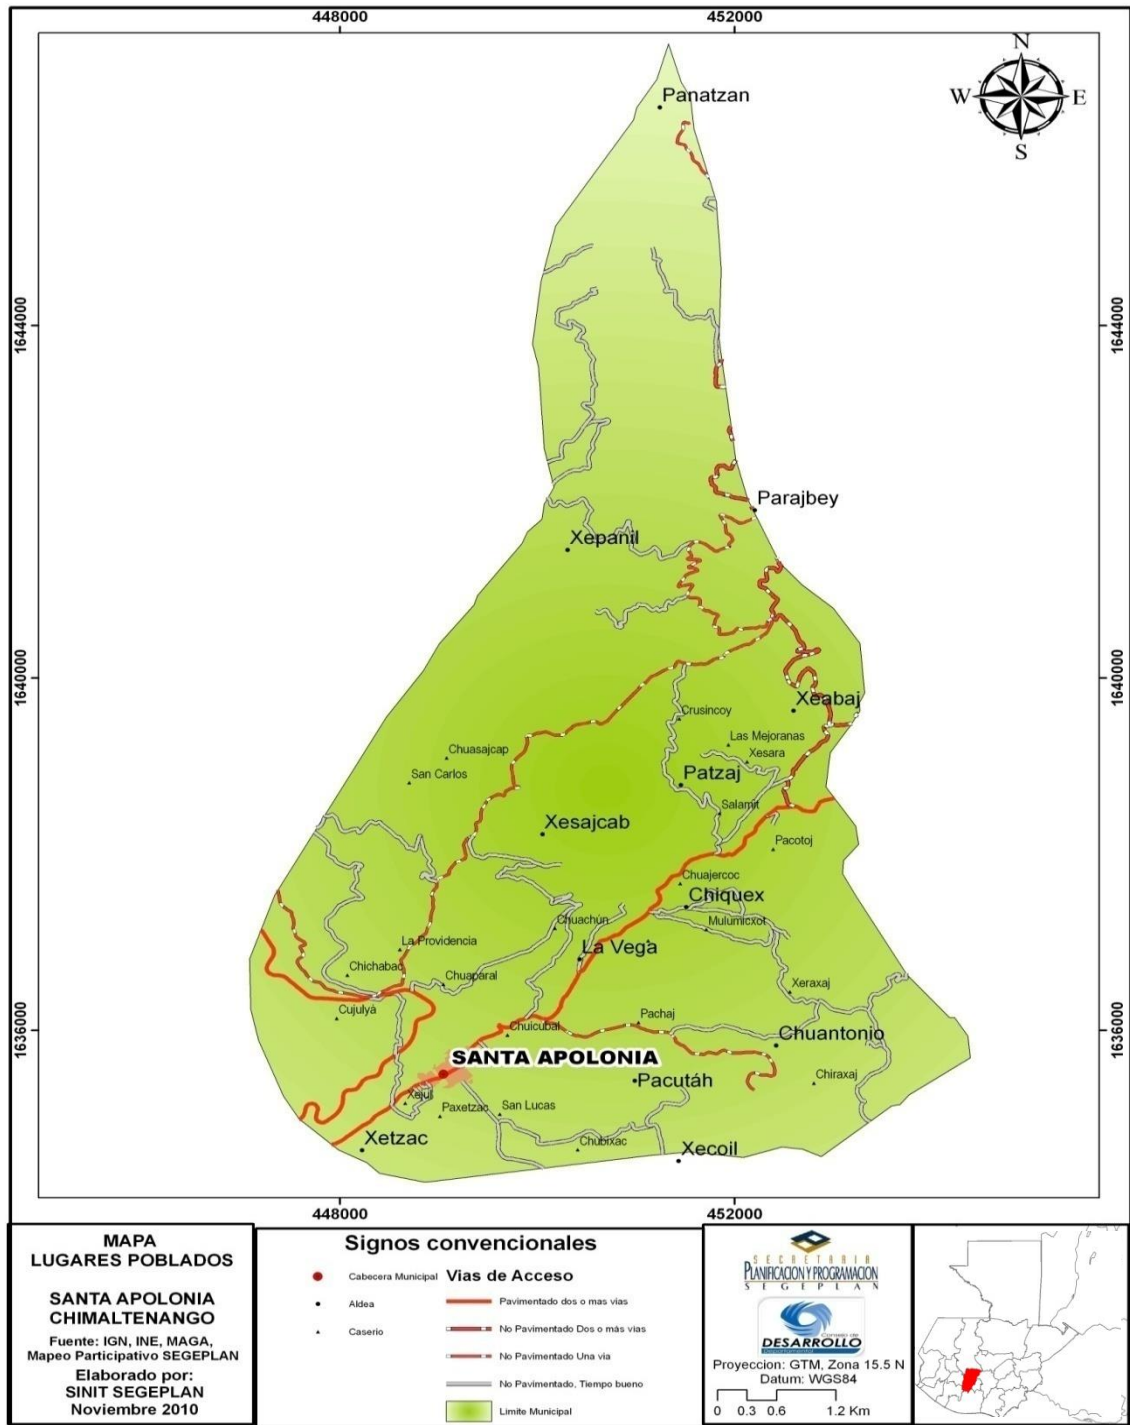 448000
452000
N
W E
S
Panatzan
1644000
1644000
Parajbey
Xepanil
1640000
1640000
Xeabaj
Crusincoy
Las Mejoranas
Chuasajcap
Xesara
San Carlos
Patzaj
Salamit
Xesajcab
Pacotoj
Chuajercoc
Chiquex
Chuachún
Mulumicxot
La Providencia
La Vega
Chichabac
Chuaparal
Xeraxaj
Cujulyá
Pachaj
1636000
1636000
Chuicubal
Chuantonio
SANTA APOLONIA
Pacutáh
Chiraxaj
Xejuí
Paxetzac
San Lucas
Xetzac
Chubixac
Xecoil
448000
452000
MAPA
LUGARES POBLADOS
SANTA APOLONIA
CHIMALTENANGO
Fuente: IGN, INE, MAGA,
Mapeo Participativo SEGEPLAN
Elaborado por:
SINIT SEGEPLAN
Noviembre 2010
Signos convencionales
Cabecera Municipal
Aldea
Caserio
Vias de Acceso
Pavimentado dos o mas vias
No Pavimentado Dos o más vias
No Pavimentado Una via
No Pavimentado, Tiempo bueno
Limite Municipal
SECRETARIA
PLANIFICACION Y PROGRAMACION
SEGEPLAN
Consejo de
DESARROLLO
Departamental
Proyeccion: GTM, Zona 15.5 N
Datum: WGS84
0 0.3 0.6 1.2 Km